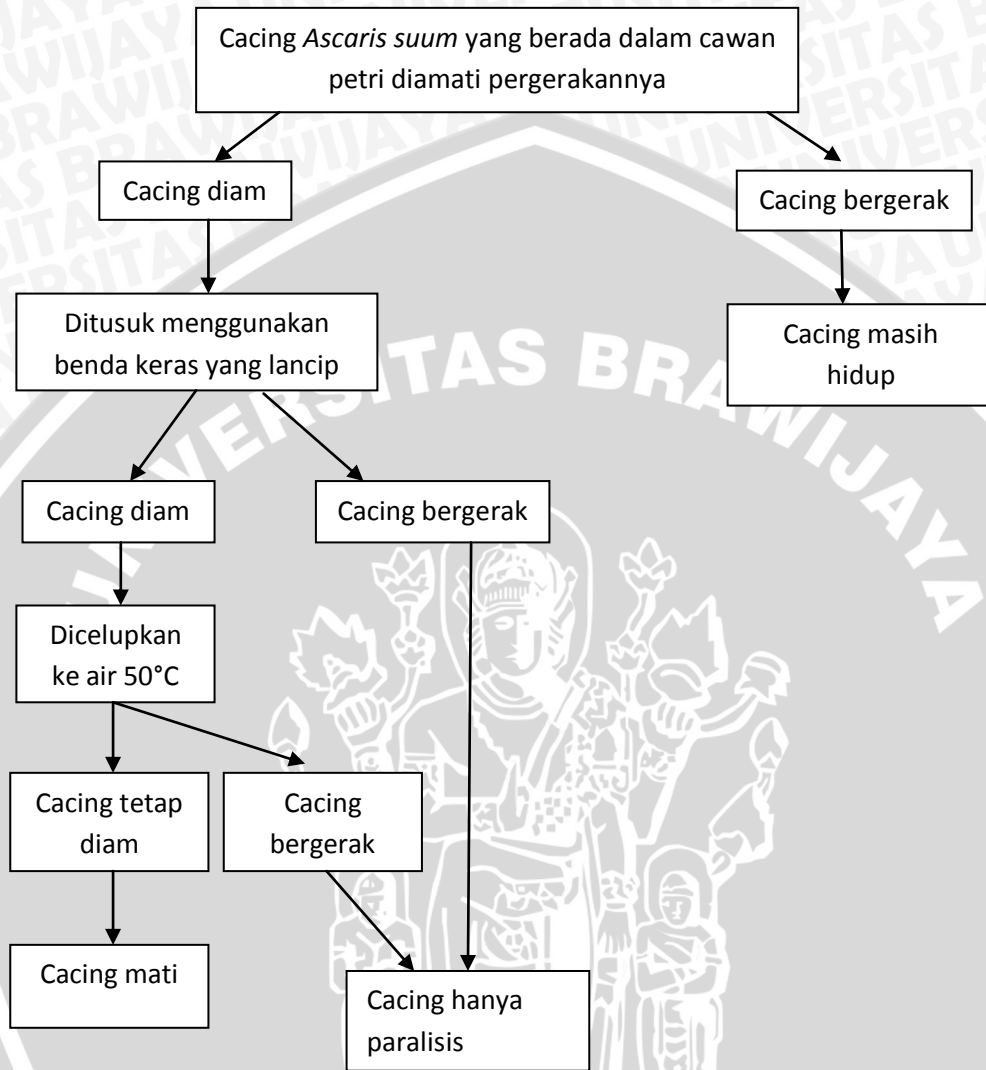 Cacing Ascaris suum yang berada dalam cawan
petri diamati pergerakannya
Cacing diam
Cacing bergerak
Ditusuk menggunakan
benda keras yang lancip
Cacing masih
hidup
Cacing diam
Cacing bergerak
Dicelupkan
ke air 50°C
Cacing tetap
diam
Cacing
bergerak
Cacing mati
Cacing hanya
paralisis
UNIVERSITAS BRAWIJAYA